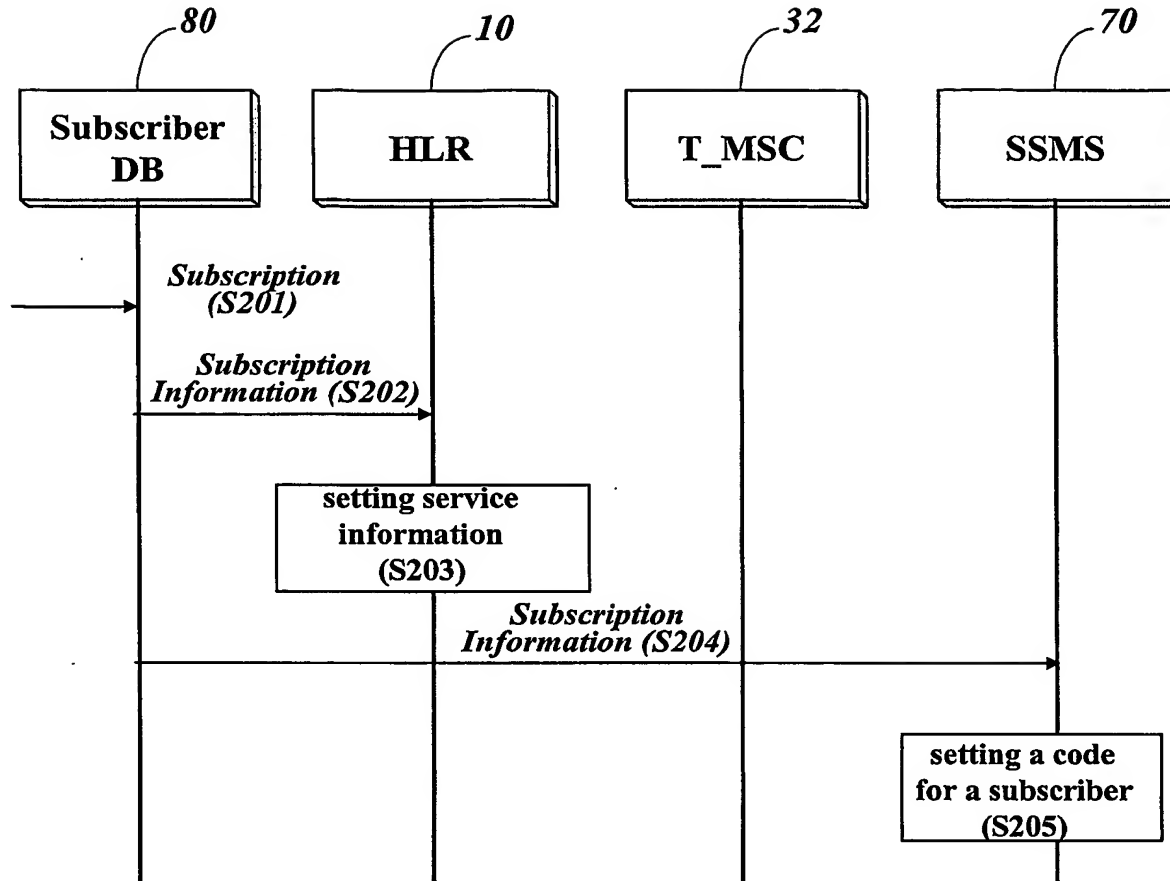 80
10
32
70
Subscriber
DB
HLR
T_MSC
SSMS
Subscription
(S201)
Subscription
Information (S202)
setting service
information
(S203)
Subscription
Information (S204)
setting a code
for a subscriber
(S205)